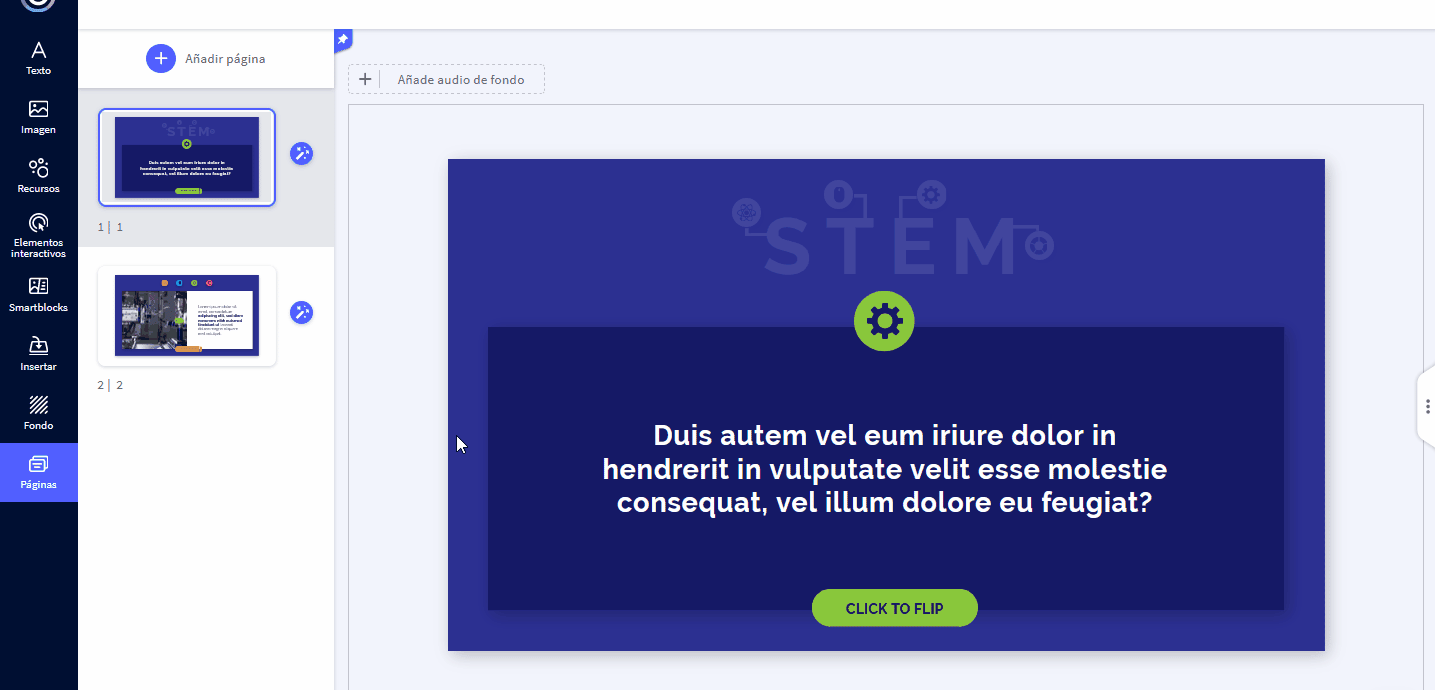 Texto
Imagen
Recursos
Elementos
interactivos
Smartblocks
Insertar
Fondo
Páginas
Añadir página
STEM
Duis autem vel eum iriure dolor in
hendrerit in vulputate velit esse molestie
consequat, vel illum dolore eu feugiat?
1 | 1
2 | 2
Añade audio de fondo
STEM
Duis autem vel eum iriure dolor in
hendrerit in vulputate velit esse molestie
consequat, vel illum dolore eu feugiat?
CLICK TO FLIP